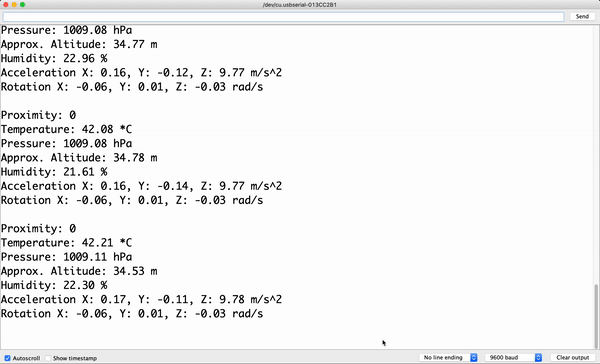 /dev/cu.usbserial-013CC2B1
Send
Pressure: 1009.08 hPa
Approx. Altitude: 34.77 m
Humidity: 22.96 %
Acceleration X: 0.16, Y: -0.12, Z: 9.77 m/s^2
Rotation X: -0.06, Y: 0.01, Z: -0.03 rad/s
Proximity: 0
Temperature: 42.08 *C
Pressure: 1009.08 hPa
Approx. Altitude: 34.78 m
Humidity: 21.61 %
Acceleration X: 0.16, Y: -0.14, Z: 9.77 m/s^2
Rotation X: -0.06, Y: 0.01, Z: -0.03 rad/s
Proximity: 0
Temperature: 42.21 *C
Pressure: 1009.11 hPa
Approx. Altitude: 34.53 m
Humidity: 22.30 %
Acceleration X: 0.17, Y: -0.11, Z: 9.78 m/s^2
Rotation X: -0.06, Y: 0.01, Z: -0.03 rad/s
Autoscroll Show timestamp No line ending 9600 baud Clear output